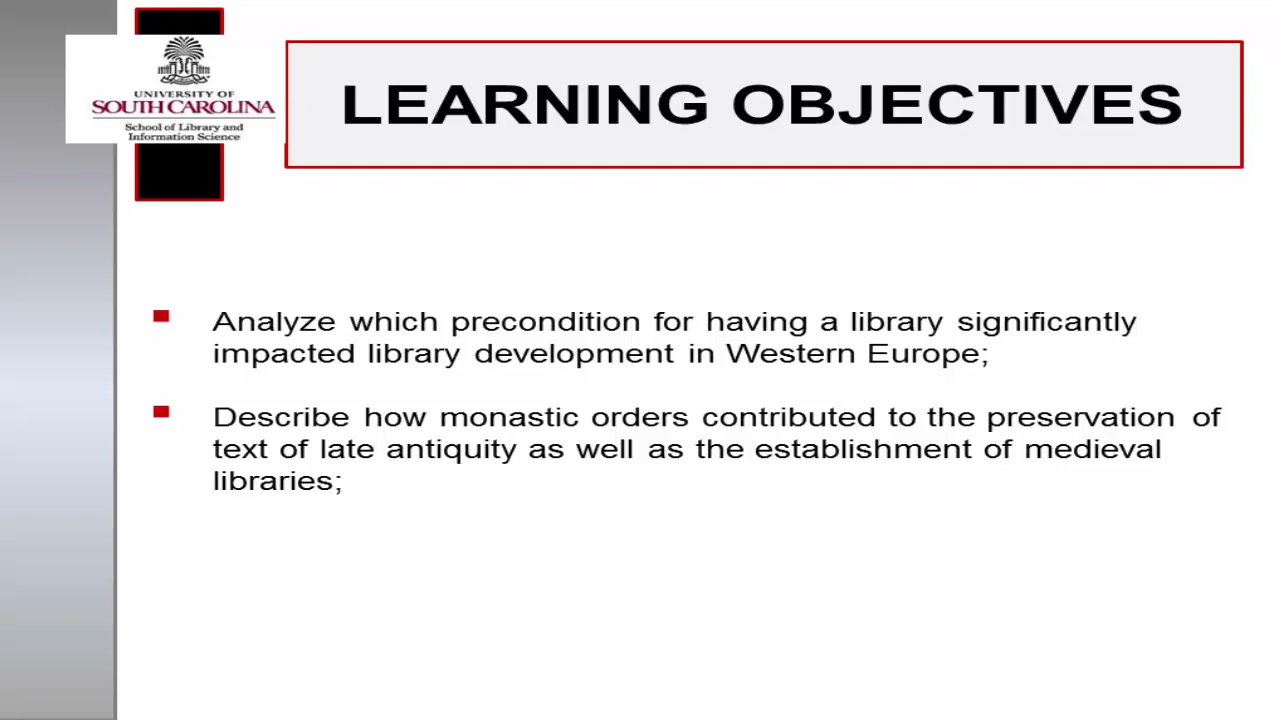 UNIVERSITY OF
SOUTH CAROLINA
School of Library and
Information Science
LEARNING OBJECTIVES
Analyze which precondition for having a library significantly
impacted library development in Western Europe;
Describe how monastic orders contributed to the preservation of
text of late antiquity as well as the establishment of medieval
libraries;